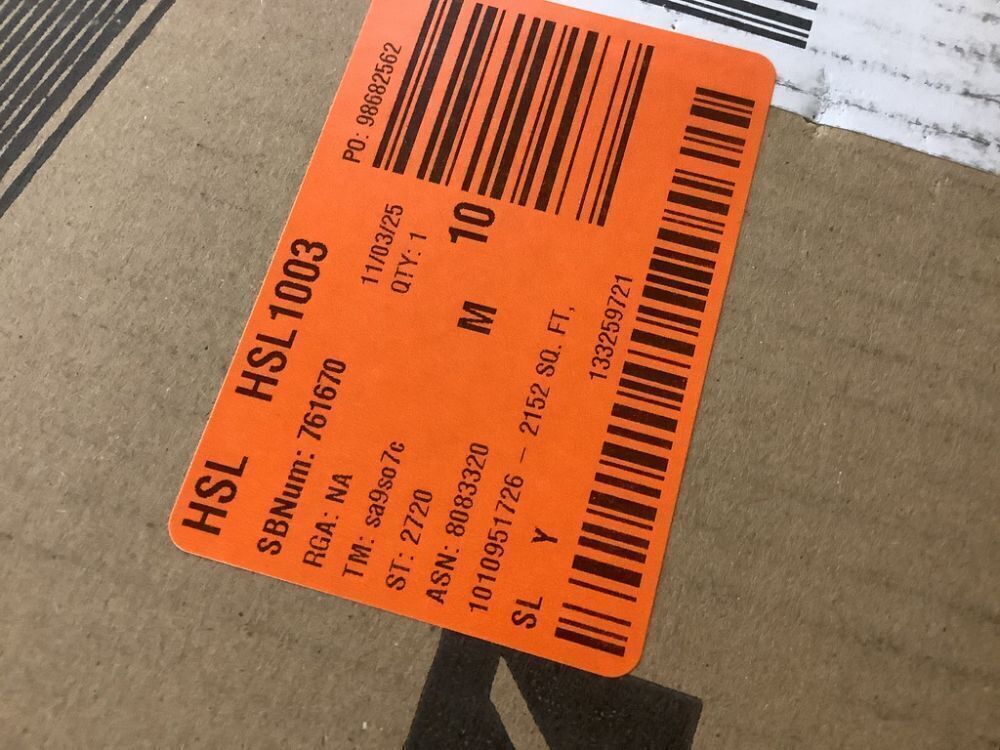 HSL HSL1003
SBNum: 761670
RGA: NA 11/03/25 PO: 98682562
TM: sa9so7c QTY: 1
ST: 2720
ASN: 8083320 M 10
1010951726 - 2152 SQ. FT,
SL Y 133259721